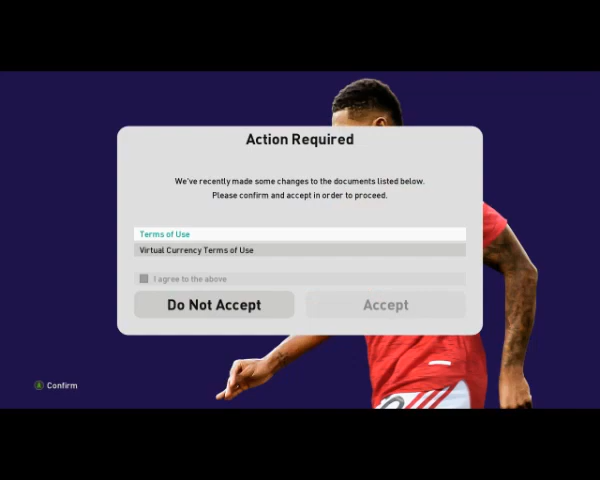 Action Required
We've recently made some changes to the documents listed below.
Please confirm and accept in order to proceed.
Terms of Use
Virtual Currency Terms of Use
I agree to the above
Do Not Accept
Accept
A Confirm